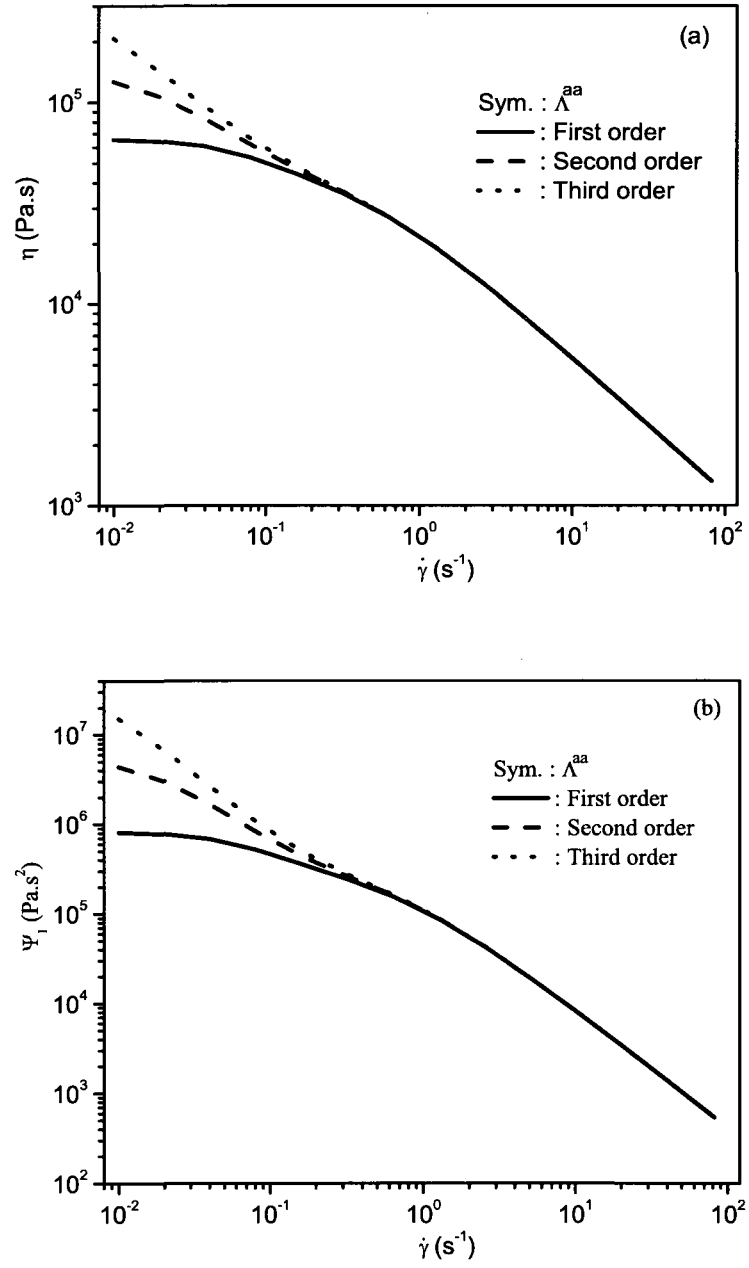 (a)
Sym. : Λ^aa
: First order
: Second order
: Third order
10^5
10^4
10^3
η (Pa.s)
10^-2 10^-1 10^0 10^1 10^2
γ̇ (s^-1)
(b)
Sym. : Λ^aa
: First order
: Second order
: Third order
10^7
10^6
10^5
10^4
10^3
10^2
Ψ_1 (Pa.s^2)
10^-2 10^-1 10^0 10^1 10^2
γ̇ (s^-1)